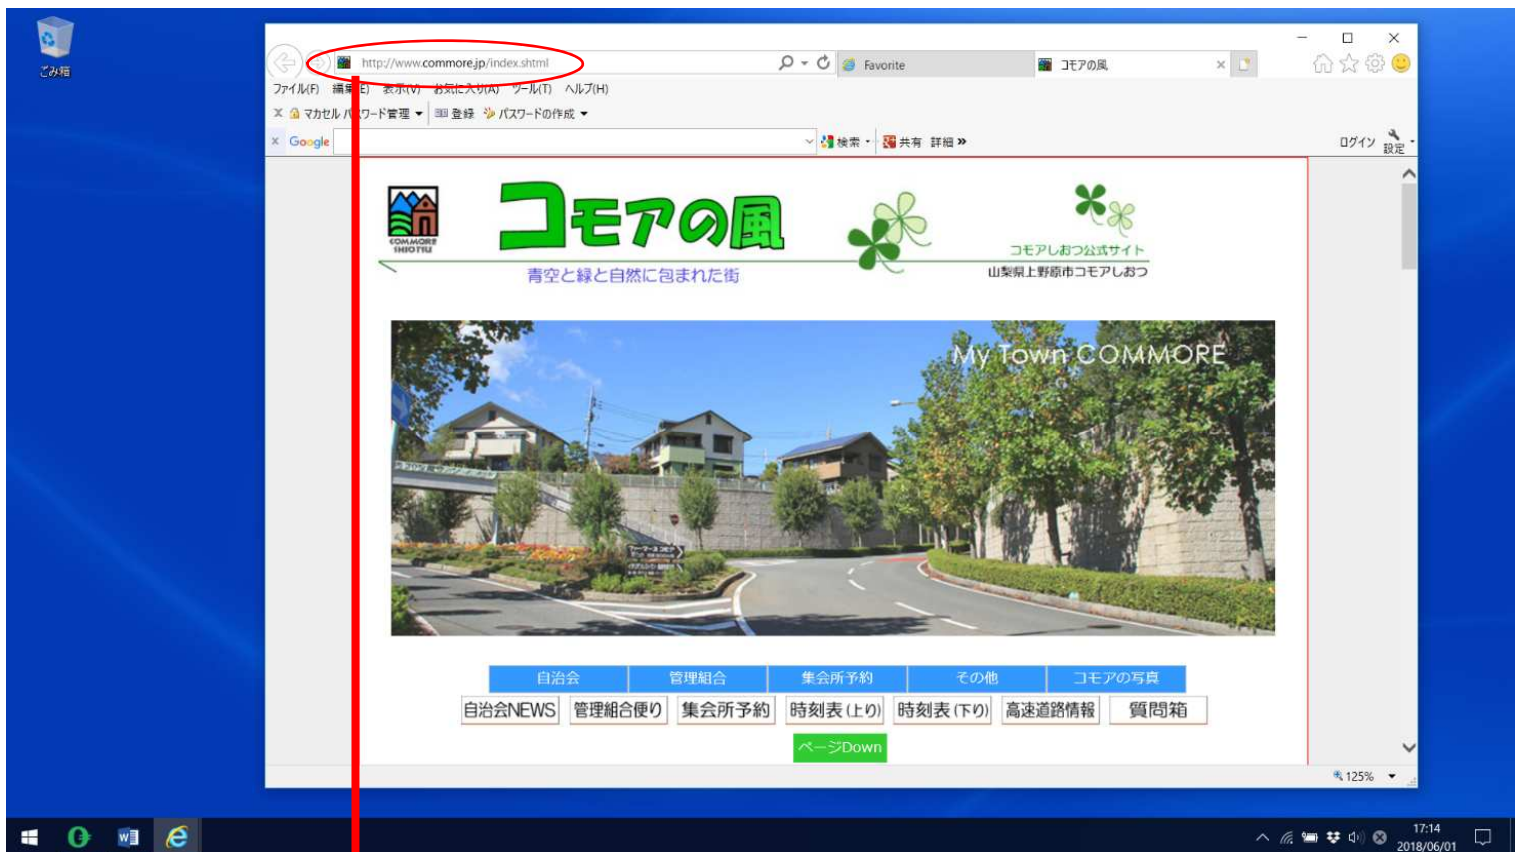 ごみ箱
http://www.commore.jp/index.shtml
Favorite
コモアの風
ファイル(F) 編集(E) 表示(V) お気に入り(A) ツール(T) ヘルプ(H)
マカセル パスワード管理 登録 パスワードの作成
Google 検索 共有 詳細 ログイン 設定
コモアの風
COMMORE
SHIOTSU
青空と緑と自然に包まれた街
コモアしおつ公式サイト
山梨県上野原市コモアしおつ
My Town COMMORE
自治会 管理組合 集会所予約 その他 コモアの写真
自治会NEWS 管理組合便り 集会所予約 時刻表(上り) 時刻表(下り) 高速道路情報 質問箱
ページDown
125%
17:14
2018/06/01